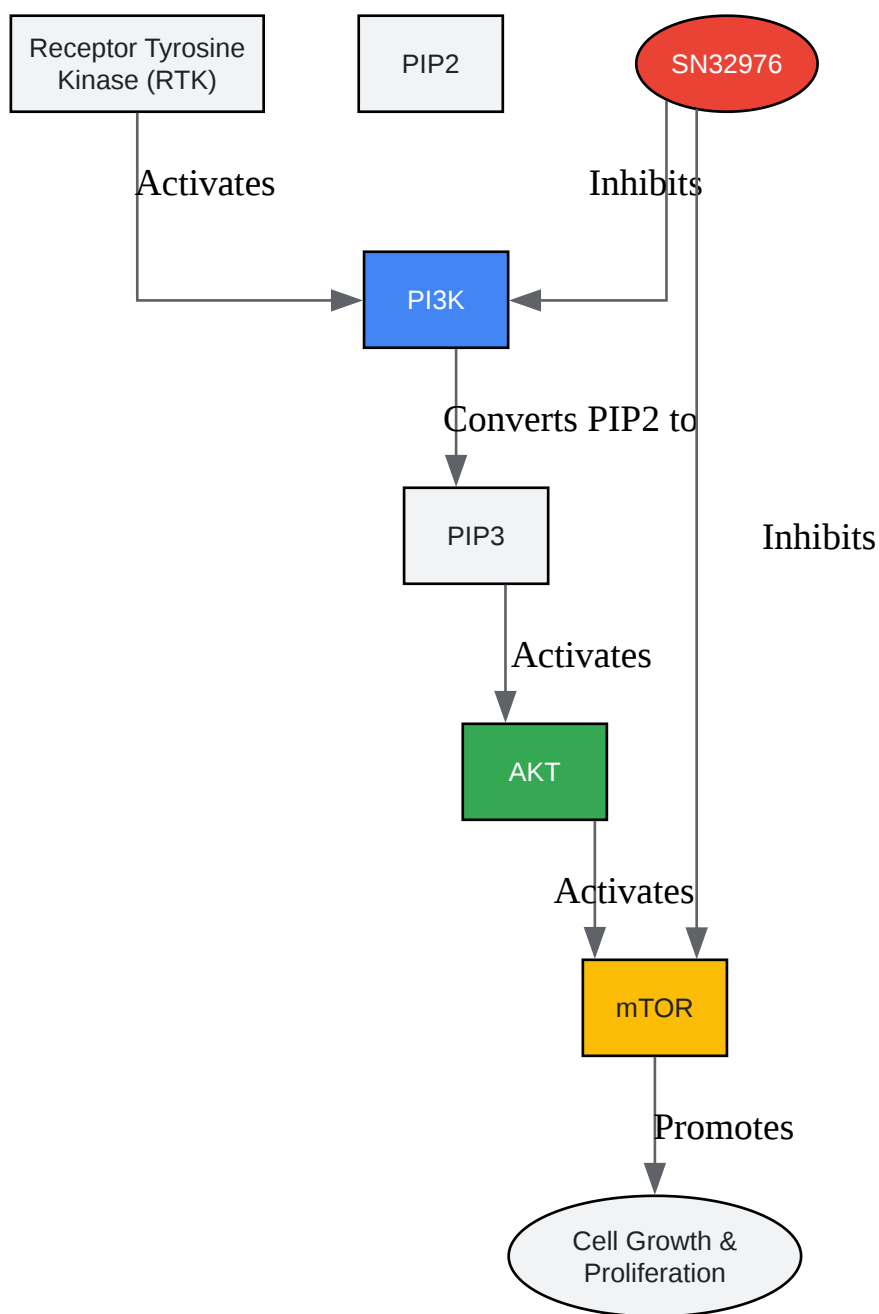 Receptor Tyrosine
Kinase (RTK)
PIP2
SN32976
Activates
Inhibits
PI3K
Converts PIP2 to
PIP3
Inhibits
Activates
AKT
Activates
mTOR
Promotes
Cell Growth &
Proliferation